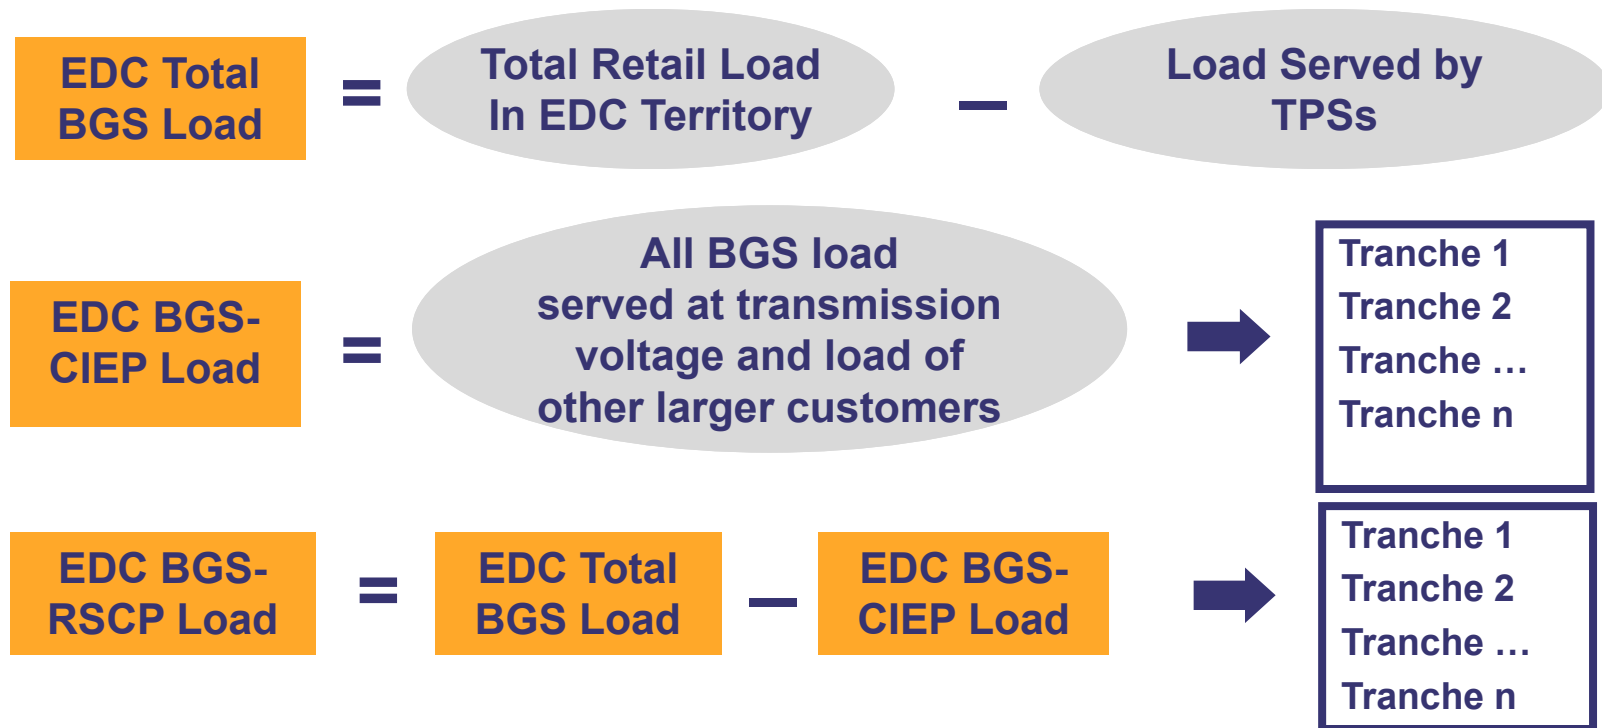 EDC Total
BGS Load
=
Total Retail Load
In EDC Territory
–
Load Served by
TPSs
EDC BGS-
CIEP Load
=
All BGS load
served at transmission
voltage and load of
other larger customers
Tranche 1
Tranche 2
Tranche …
Tranche n
EDC BGS-
RSCP Load
=
EDC Total
BGS Load
–
EDC BGS-
CIEP Load
Tranche 1
Tranche 2
Tranche …
Tranche n